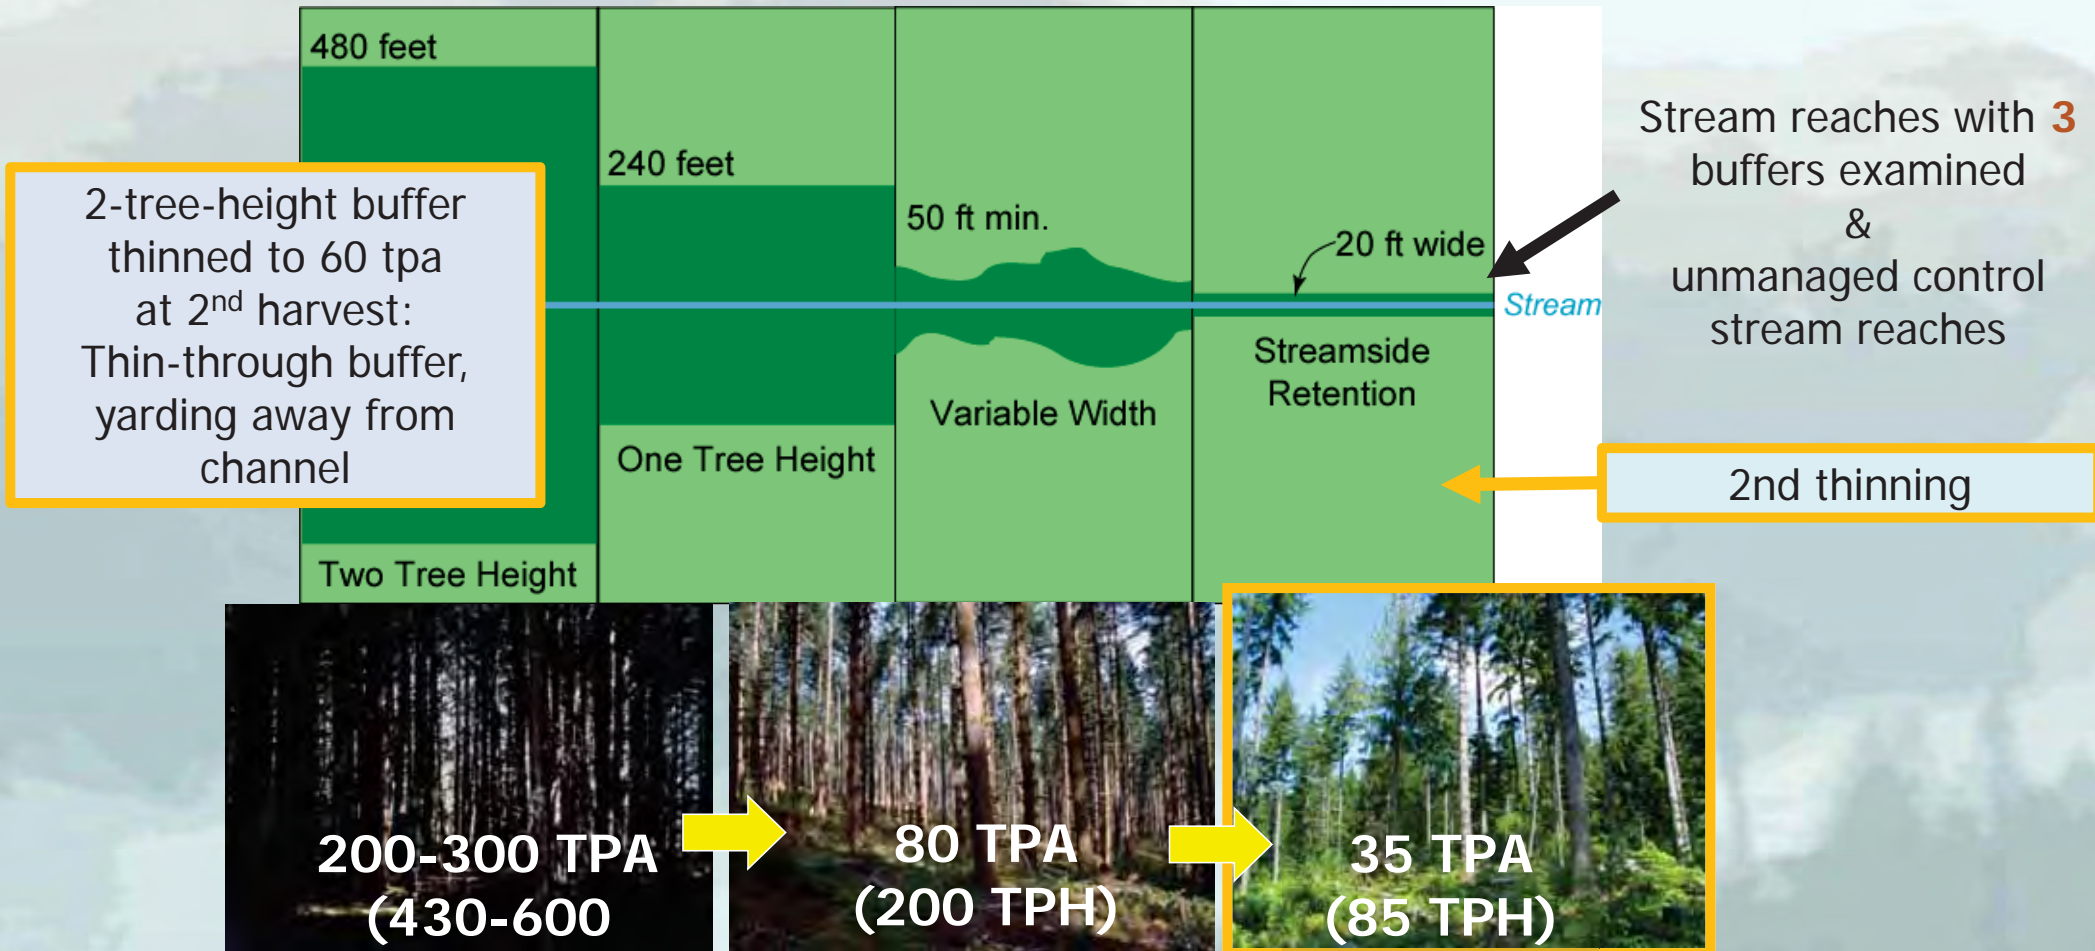 480 feet
240 feet
50 ft min.
20 ft wide
Stream
Two Tree Height
One Tree Height
Variable Width
Streamside
Retention
2-tree-height buffer
thinned to 60 tpa
at 2nd harvest:
Thin-through buffer,
yarding away from
channel
Stream reaches with 3
buffers examined
&
unmanaged control
stream reaches
2nd thinning
200-300 TPA
(430-600
80 TPA
(200 TPH)
35 TPA
(85 TPH)